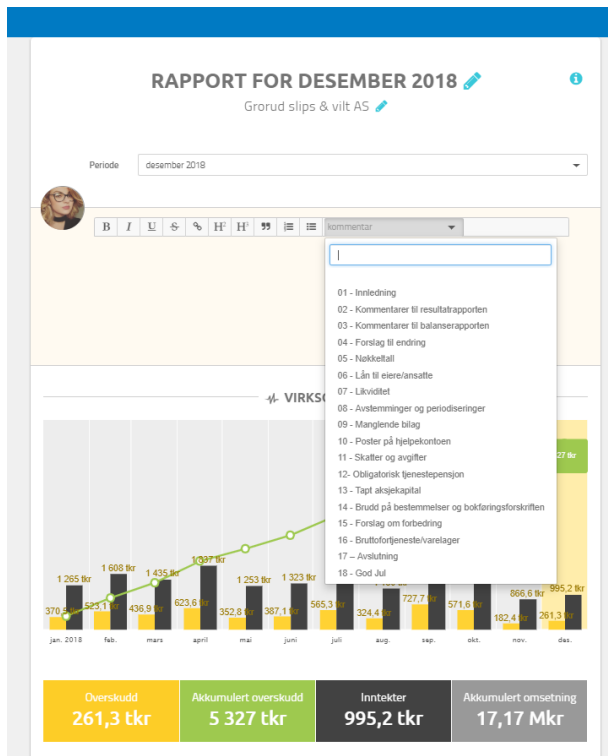 RAPPORT FOR DESEMBER 2018
Grorud slips & vilt AS
Periode desember 2018
B I U S H² H³ kommentar
01 - Innledning
02 - Kommentarer til resultatrapporten
03 - Kommentarer til balanserapporten
04 - Forslag til endring
05 - Nøkkeltall
06 - Lån til eiere/ansatte
07 - Likviditet
08 - Avstemminger og periodiseringer
09 - Manglende bilag
10 - Poster på hjelpekontoen
11 - Skatter og avgifter
12- Obligatorisk tjenestepensjon
13 - Tapt aksjekapital
14 - Brudd på bestemmelser og bokføringsforskriften
15 - Forslag om forbedring
16 - Bruttofortjeneste/varelager
17 – Avslutning
18 - God Jul
VIRKSO
27 tkr
1 265 tkr 1 608 tkr 1 435 tkr 1 837 tkr 1 253 tkr 1 323 tkr 866,6 tkr 995,2 tkr
523,1 tkr 436,9 tkr 623,6 tkr 352,8 tkr 387,1 tkr 565,3 tkr 324,4 tkr 727,7 tkr 571,6 tkr 182,4 tkr 261,3 tkr
jan. 2018 feb. mars april mai juni juli aug. sep. okt. nov. des.
Overskudd Akkumulert overskudd Inntekter Akkumulert omsetning
261,3 tkr 5 327 tkr 995,2 tkr 17,17 Mkr